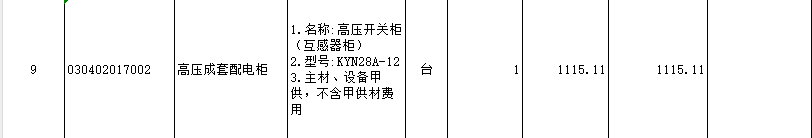 9
030402017002
高压成套配电柜
1.名称:高压开关柜
（互感器柜）
2.型号:KYN28A-12
3.主材、设备甲
供，不含甲供材费
用
台
1
1115.11
1115.11